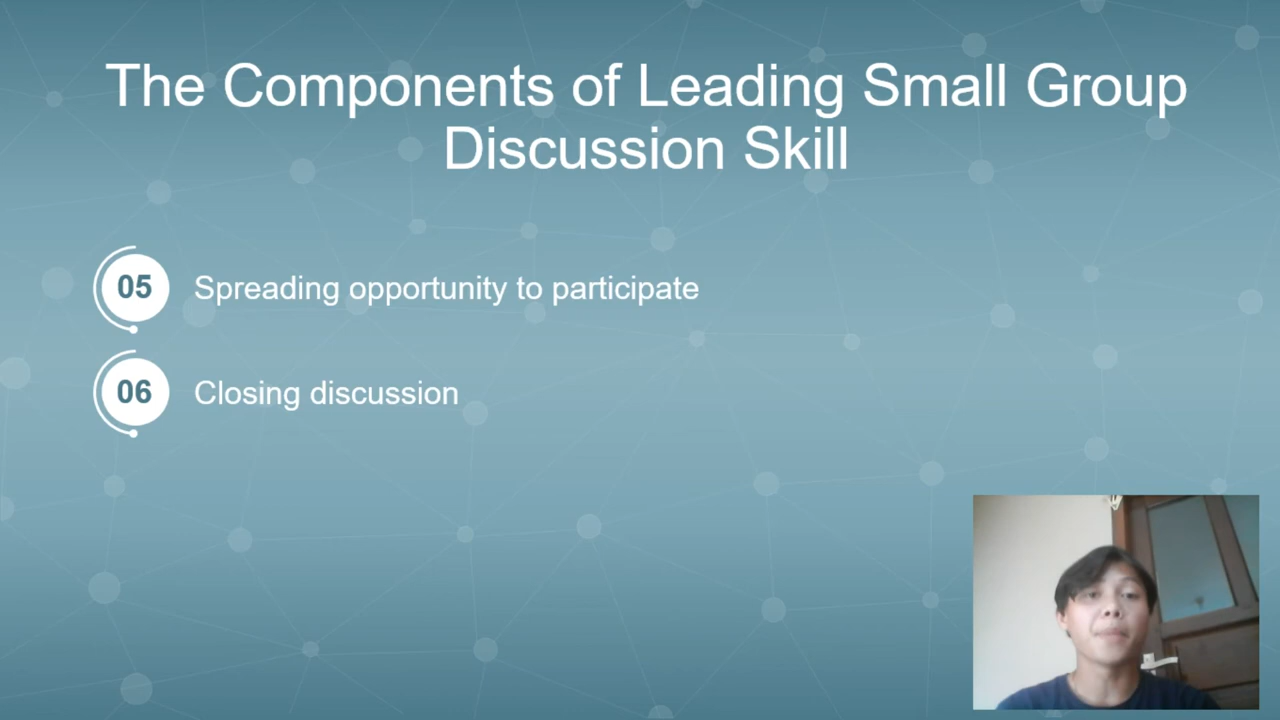 The Components of Leading Small Group
Discussion Skill
05
Spreading opportunity to participate
06
Closing discussion